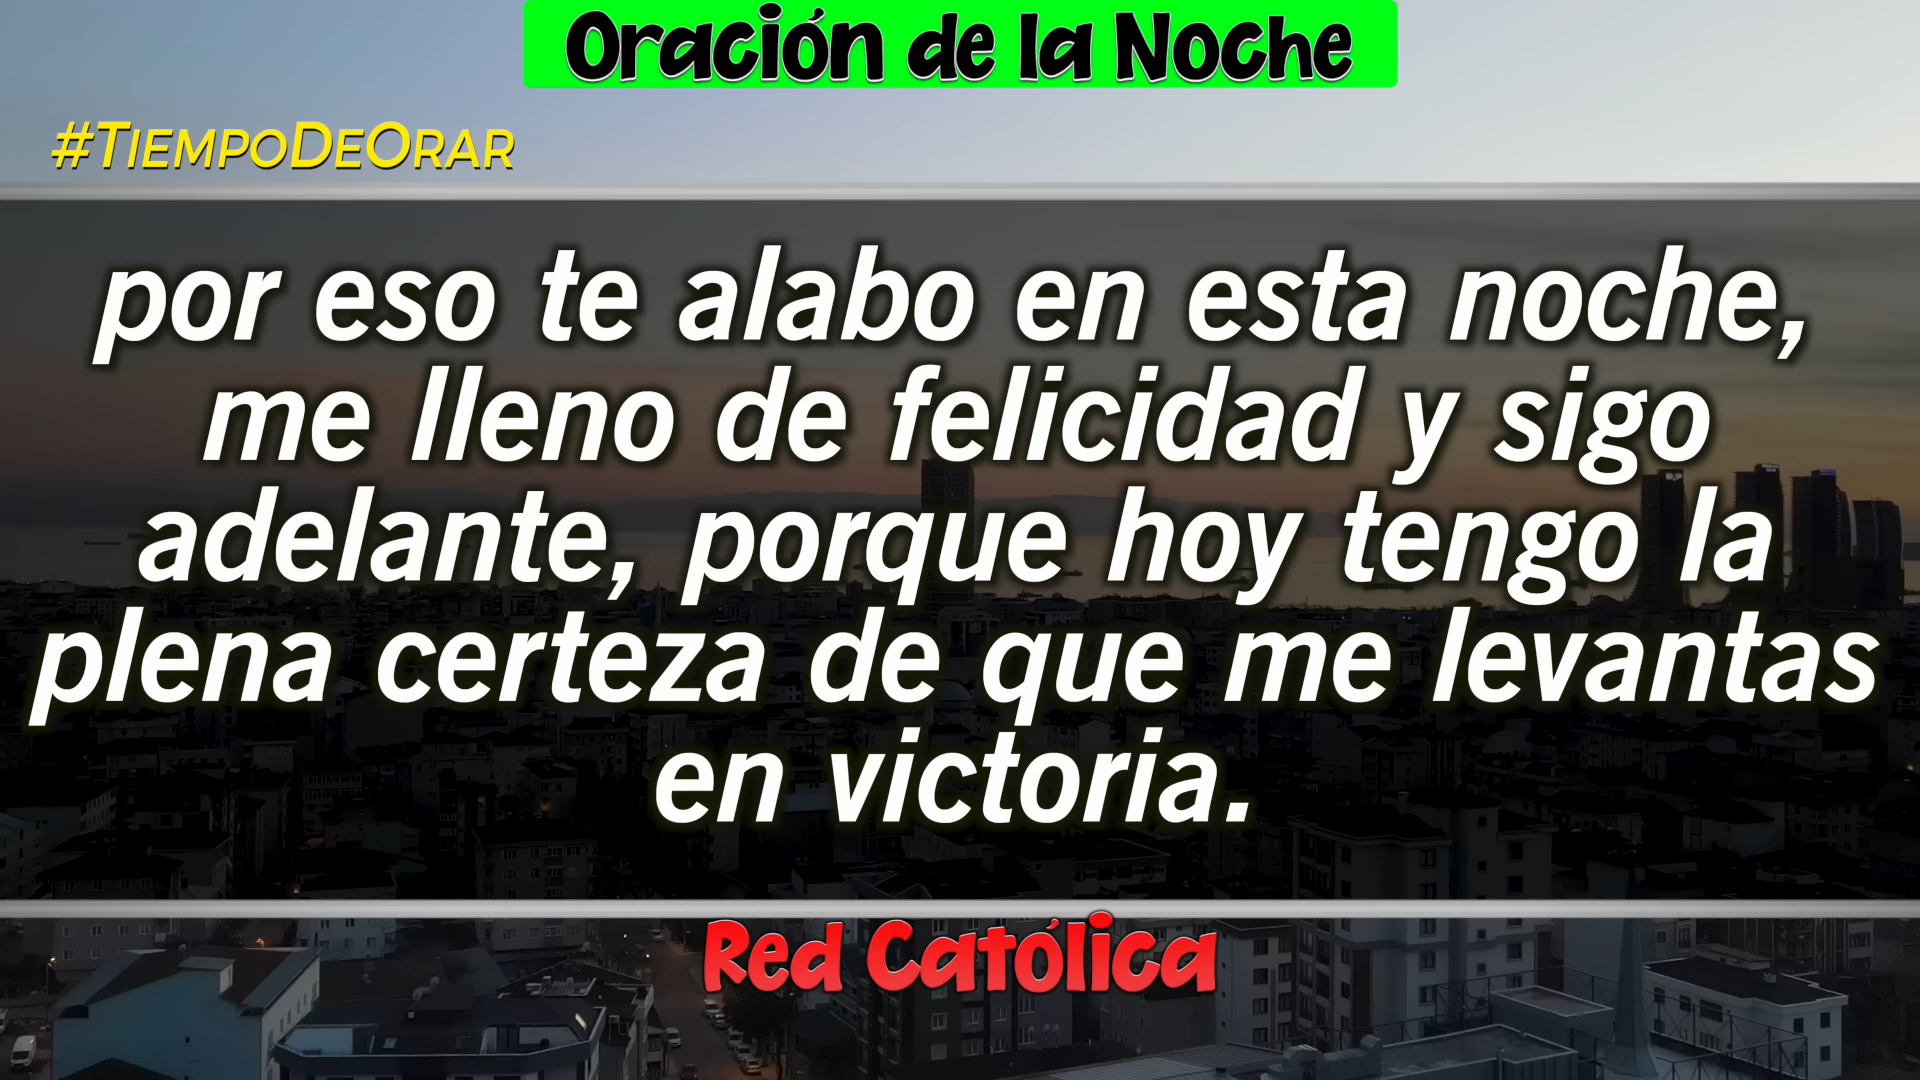 Oración de la Noche
#TiempoDeOrar
por eso te alabo en esta noche,
me lleno de felicidad y sigo
adelante, porque hoy tengo la
plena certeza de que me levantas
en victoria.
Red Católica